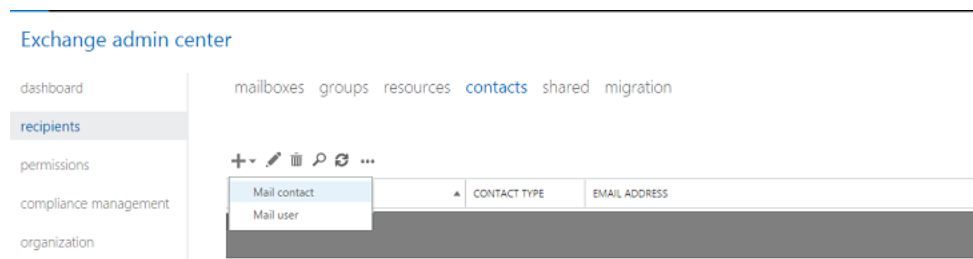 Exchange admin center
dashboard
recipients
permissions
compliance management
organization
mailboxes groups resources contacts shared migration
Mail contact
Mail user
CONTACT TYPE EMAIL ADDRESS